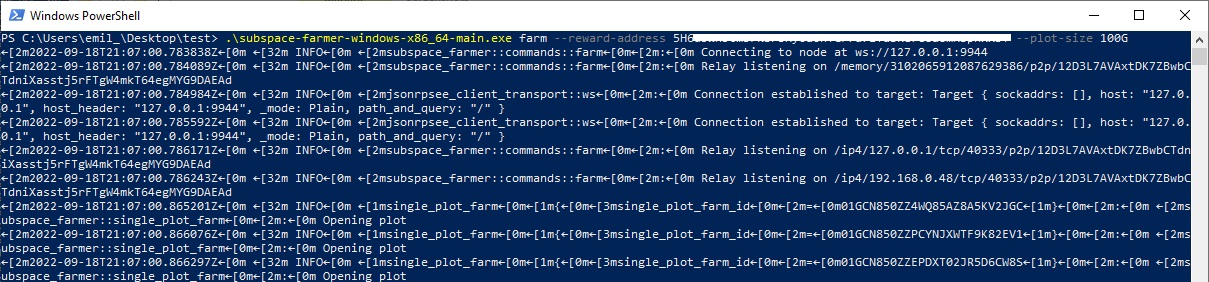 Windows PowerShell
PS C:\Users\emil_\Desktop\test> .\subspace-farmer-windows-x86_64-main.exe farm --reward-address 5H6 --plot-size 100G
←[2m2022-09-18T21:07:00.783838Z←[0m ←[32m INFO←[0m ←[2msubspace_farmer::commands::farm←[0m←[2m:←[0m Connecting to node at ws://127.0.0.1:9944
←[2m2022-09-18T21:07:00.784089Z←[0m ←[32m INFO←[0m ←[2msubspace_farmer::commands::farm←[0m←[2m:←[0m Relay listening on /memory/3102065912087629386/p2p/12D3L7AVAxtDK7ZBwbC
TdniXasstj5rFTgW4mkT64egMYG9DAEAd
←[2m2022-09-18T21:07:00.784984Z←[0m ←[32m INFO←[0m ←[2mjsonrpsee_client_transport::ws←[0m←[2m:←[0m Connection established to target: Target { sockaddrs: [], host: "127.0.
0.1", host_header: "127.0.0.1:9944", _mode: Plain, path_and_query: "/" }
←[2m2022-09-18T21:07:00.785592Z←[0m ←[32m INFO←[0m ←[2mjsonrpsee_client_transport::ws←[0m←[2m:←[0m Connection established to target: Target { sockaddrs: [], host: "127.0.
0.1", host_header: "127.0.0.1:9944", _mode: Plain, path_and_query: "/" }
←[2m2022-09-18T21:07:00.786171Z←[0m ←[32m INFO←[0m ←[2msubspace_farmer::commands::farm←[0m←[2m:←[0m Relay listening on /ip4/127.0.0.1/tcp/40333/p2p/12D3L7AVAxtDK7ZBwbCTdn
iXasstj5rFTgW4mkT64egMYG9DAEAd
←[2m2022-09-18T21:07:00.786243Z←[0m ←[32m INFO←[0m ←[2msubspace_farmer::commands::farm←[0m←[2m:←[0m Relay listening on /ip4/192.168.0.48/tcp/40333/p2p/12D3L7AVAxtDK7ZBwbC
TdniXasstj5rFTgW4mkT64egMYG9DAEAd
←[2m2022-09-18T21:07:00.865201Z←[0m ←[32m INFO←[0m ←[1msingle_plot_farm←[0m←[1m{←[0m←[3msingle_plot_farm_id←[0m←[2m=←[0m01GCN850ZZ4WQ85AZ8A5KV2JGC←[1m}←[0m←[2m:←[0m ←[2ms
ubspace_farmer::single_plot_farm←[0m←[2m:←[0m Opening plot
←[2m2022-09-18T21:07:00.866076Z←[0m ←[32m INFO←[0m ←[1msingle_plot_farm←[0m←[1m{←[0m←[3msingle_plot_farm_id←[0m←[2m=←[0m01GCN850ZZPCYNJXWTF9K82EV1←[1m}←[0m←[2m:←[0m ←[2ms
ubspace_farmer::single_plot_farm←[0m←[2m:←[0m Opening plot
←[2m2022-09-18T21:07:00.866297Z←[0m ←[32m INFO←[0m ←[1msingle_plot_farm←[0m←[1m{←[0m←[3msingle_plot_farm_id←[0m←[2m=←[0m01GCN850ZZEPDXT02JR5D6CW8S←[1m}←[0m←[2m:←[0m ←[2ms
ubspace_farmer::single_plot_farm←[0m←[2m:←[0m Opening plot